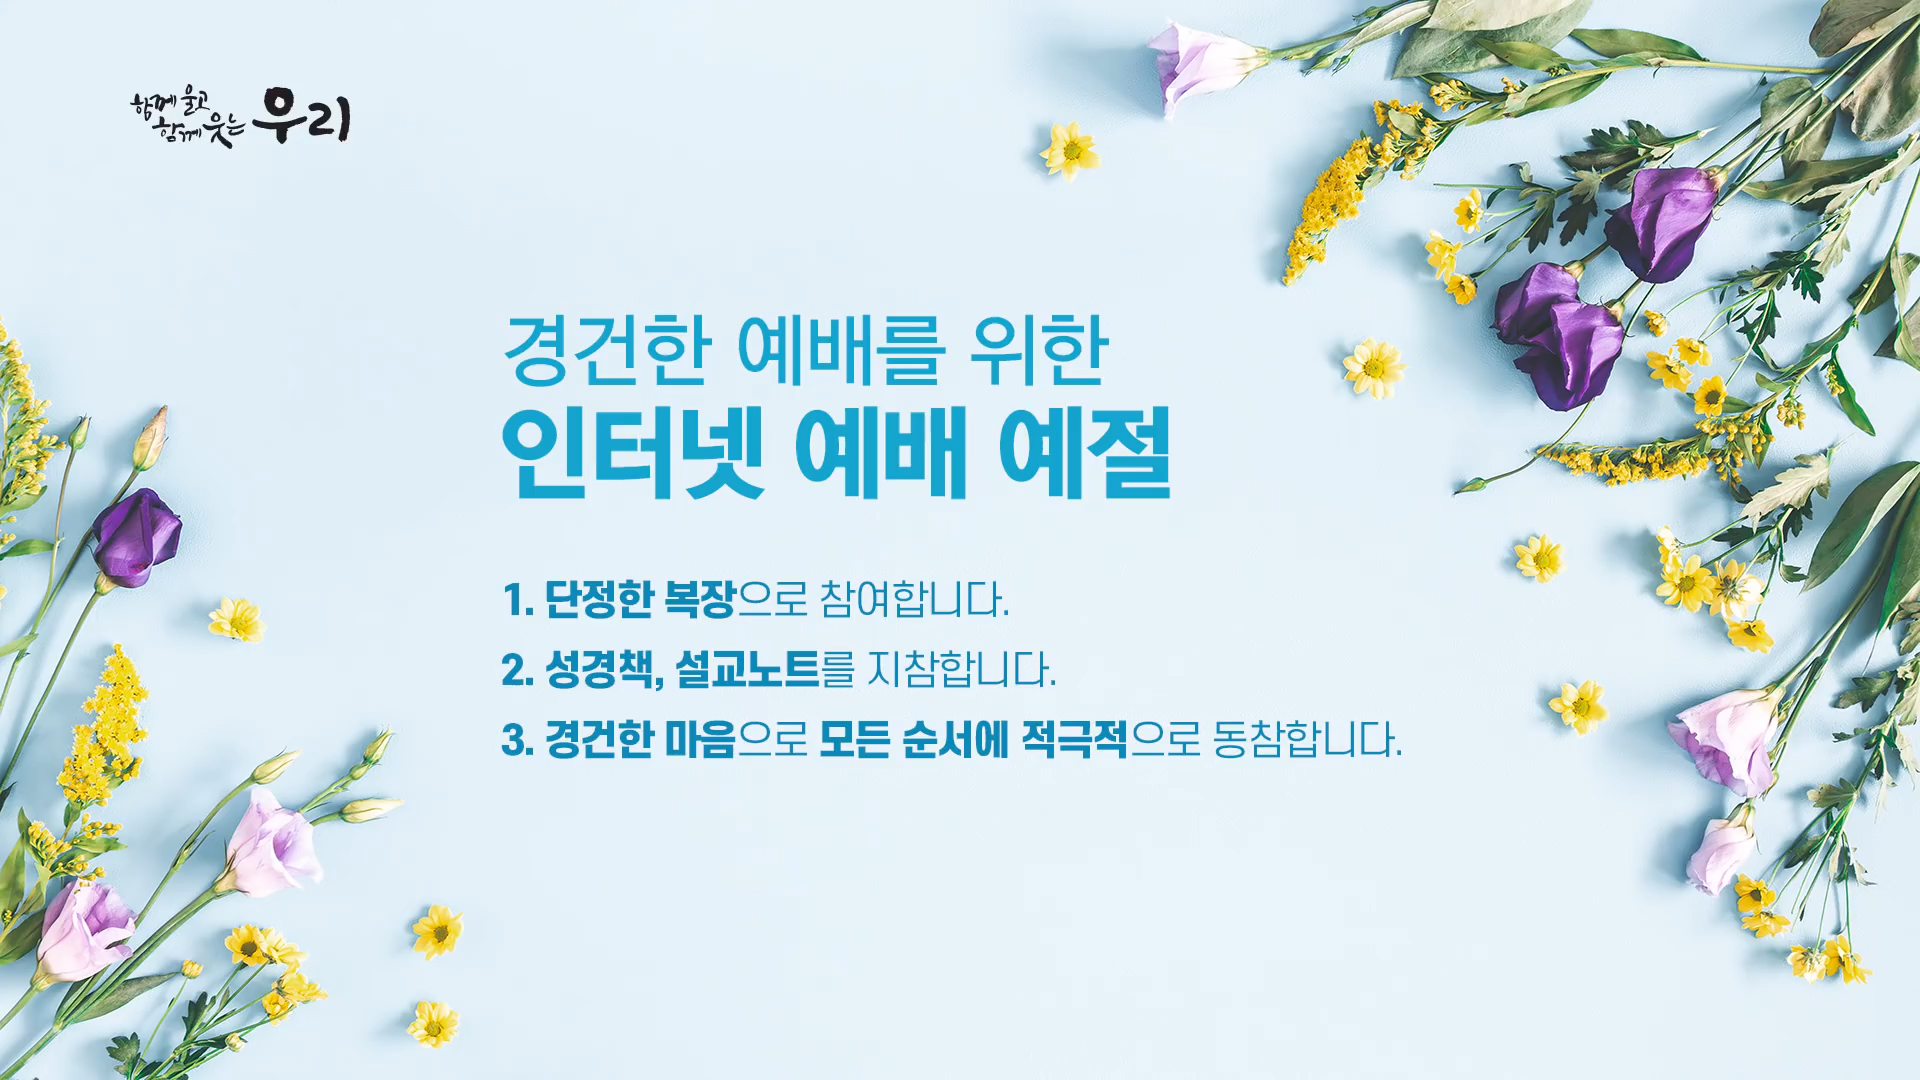 함께 울고
함께 웃는 우리
경건한 예배를 위한
인터넷 예배 예절
1. 단정한 복장으로 참여합니다.
2. 성경책, 설교노트를 지참합니다.
3. 경건한 마음으로 모든 순서에 적극적으로 동참합니다.